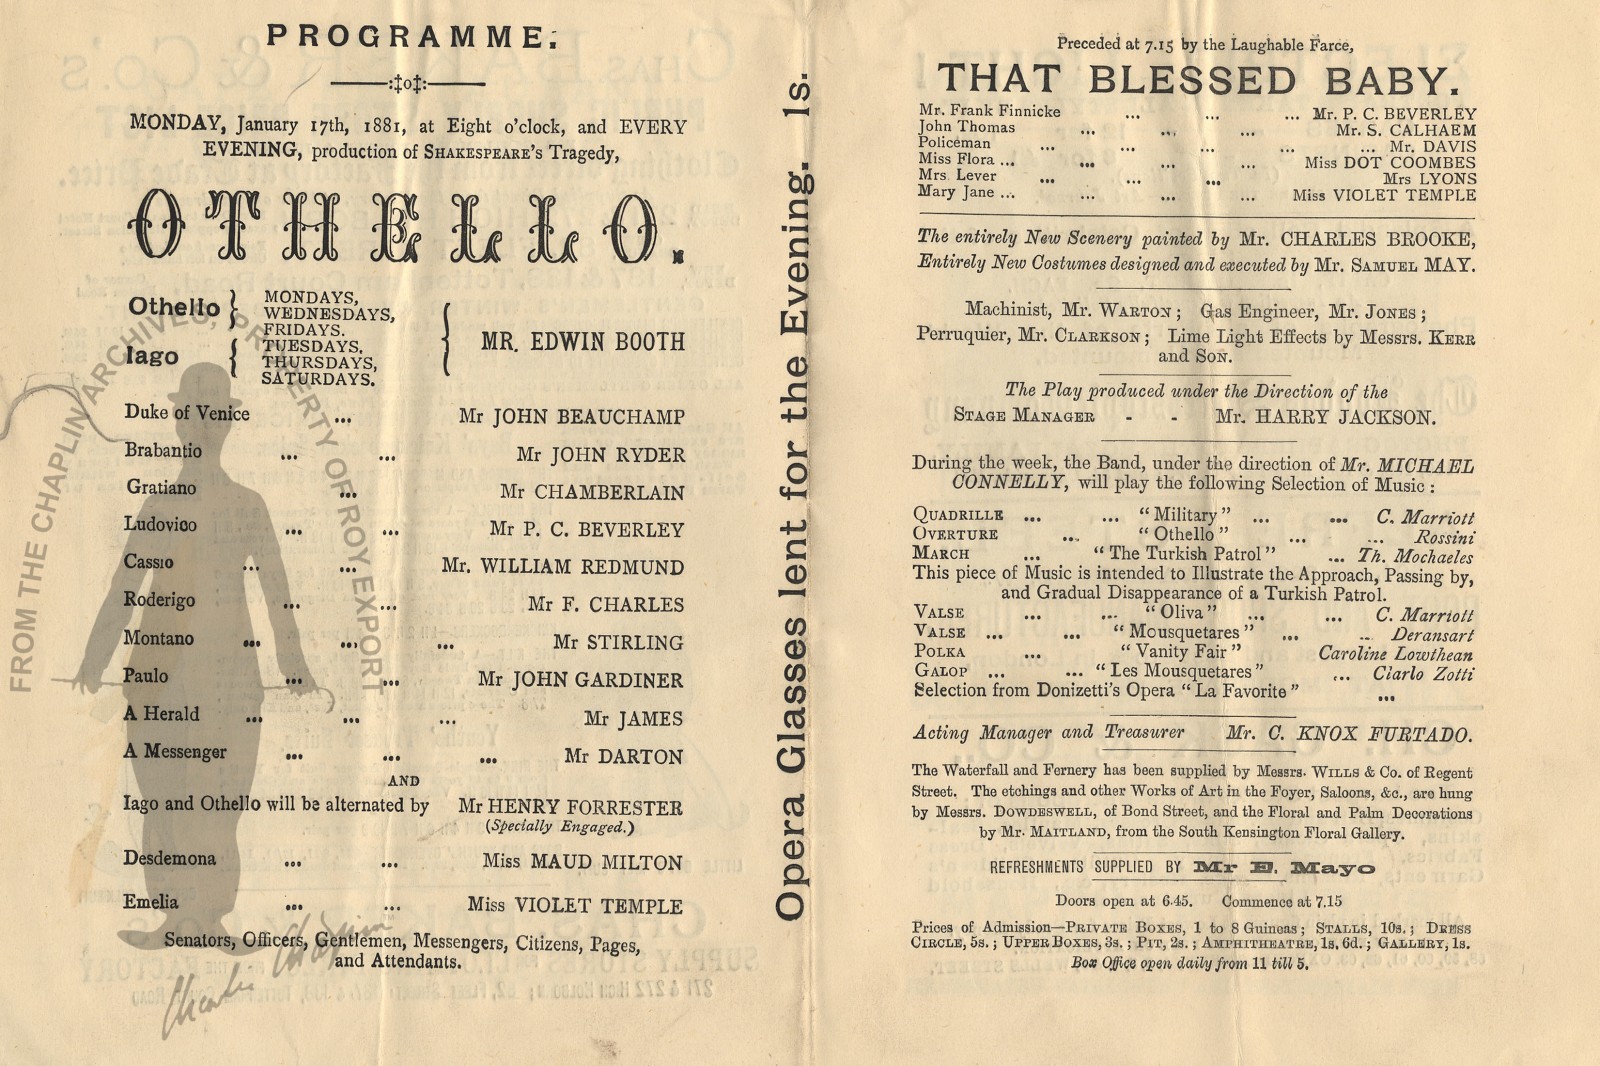 PROGRAMME.
MONDAY, January 17th, 1881, at Eight o'clock, and EVERY
EVENING, production of SHAKESPEARE'S Tragedy,
OTHELLO.
Othello } MONDAYS, WEDNESDAYS, FRIDAYS.
Iago { TUESDAYS, THURSDAYS, SATURDAYS.
{ MR. EDWIN BOOTH
Duke of Venice ... Mr JOHN BEAUCHAMP
Brabantio ... ... Mr JOHN RYDER
Gratiano ... Mr CHAMBERLAIN
Ludovico ... ... Mr P. C. BEVERLEY
Cassio ... ... Mr. WILLIAM REDMUND
Roderigo ... ... Mr F. CHARLES
Montano ... ... ... Mr STIRLING
Paulo ... ... Mr JOHN GARDINER
A Herald ... ... ... Mr JAMES
A Messenger ... ... ... Mr DARTON
AND
Iago and Othello will be alternated by Mr HENRY FORRESTER
(Specially Engaged.)
Desdemona ... ... Miss MAUD MILTON
Emelia ... ... Miss VIOLET TEMPLE
Senators, Officers, Gentlemen, Messengers, Citizens, Pages,
and Attendants.
FROM THE CHAPLIN ARCHIVES, PROPERTY OF ROY EXPORT
Charlie Chaplin
Opera Glasses lent for the Evening. 1s.
Preceded at 7.15 by the Laughable Farce,
THAT BLESSED BABY.
Mr. Frank Finnicke ... ... ... Mr. P. C. BEVERLEY
John Thomas ... ... ... Mr. S. CALHAEM
Policeman ... ... ... ... ... Mr. DAVIS
Miss Flora ... ... ... ... Miss DOT COOMBES
Mrs. Lever ... ... ... Mrs LYONS
Mary Jane ... ... ... ... Miss VIOLET TEMPLE
The entirely New Scenery painted by Mr. CHARLES BROOKE,
Entirely New Costumes designed and executed by Mr. SAMUEL MAY.
Machinist, Mr. WARTON; Gas Engineer, Mr. JONES;
Perruquier, Mr. CLARKSON; Lime Light Effects by Messrs. KERR
and SON.
The Play produced under the Direction of the
STAGE MANAGER - - Mr. HARRY JACKSON.
During the week, the Band, under the direction of Mr. MICHAEL
CONNELLY, will play the following Selection of Music:
QUADRILLE ... ... "Military" ... ... C. Marriott
OVERTURE ... "Othello" ... ... Rossini
MARCH ... "The Turkish Patrol" ... Th. Mochaeles
This piece of Music is intended to Illustrate the Approach, Passing by,
and Gradual Disappearance of a Turkish Patrol.
VALSE ... ... "Oliva" ... ... C. Marriott
VALSE ... ... "Mousquetares" ... ... Deransart
POLKA ... "Vanity Fair" Caroline Lowthean
GALOP ... ... "Les Mousquetares" ... Ciarlo Zotti
Selection from Donizetti's Opera "La Favorite" ...
Acting Manager and Treasurer Mr. C. KNOX FURTADO.
The Waterfall and Fernery has been supplied by Messrs. WILLS & Co. of Regent
Street. The etchings and other Works of Art in the Foyer, Saloons, &c., are hung
by Messrs. DOWDESWELL, of Bond Street, and the Floral and Palm Decorations
by Mr. MAITLAND, from the South Kensington Floral Gallery.
REFRESHMENTS SUPPLIED BY Mr E. Mayo
Doors open at 6.45. Commence at 7.15
Prices of Admission—PRIVATE BOXES, 1 to 8 Guineas; STALLS, 10s.; DRESS
CIRCLE, 5s.; UPPER BOXES, 3s.; PIT, 2s.; AMPHITHEATRE, 1s. 6d.; GALLERY, 1s.
Box Office open daily from 11 till 5.